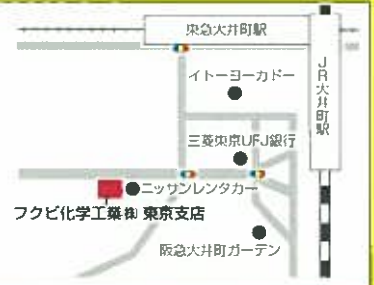 東急大井町駅
JR大井町駅
イトーヨーカドー
三菱東京UFJ銀行
ニッサンレンタカー
フクビ化学工業㈱ 東京支店
阪急大井町ガーデン